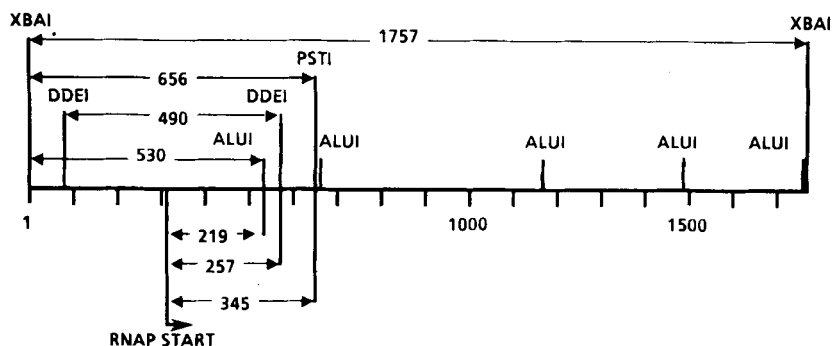 XBAI
XBAI
1757
PSTI
656
DDEI
DDEI
490
ALUI
ALUI
ALUI
ALUI
ALUI
530
1
1000
1500
219
257
345
RNAP START